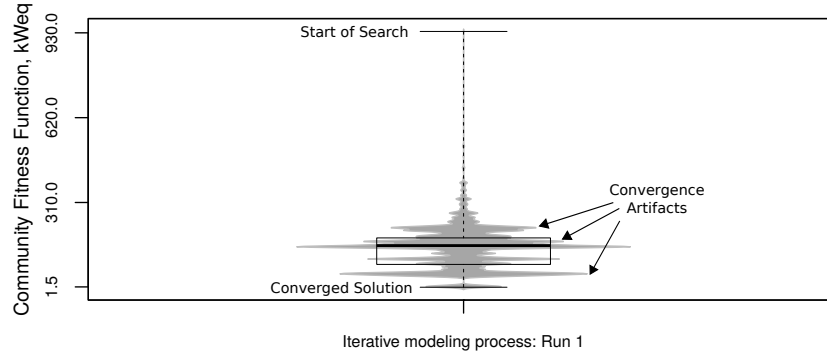 Community Fitness Function, kWeq
930.0
620.0
310.0
1.5
Start of Search
Convergence
Artifacts
Converged Solution
Iterative modeling process: Run 1